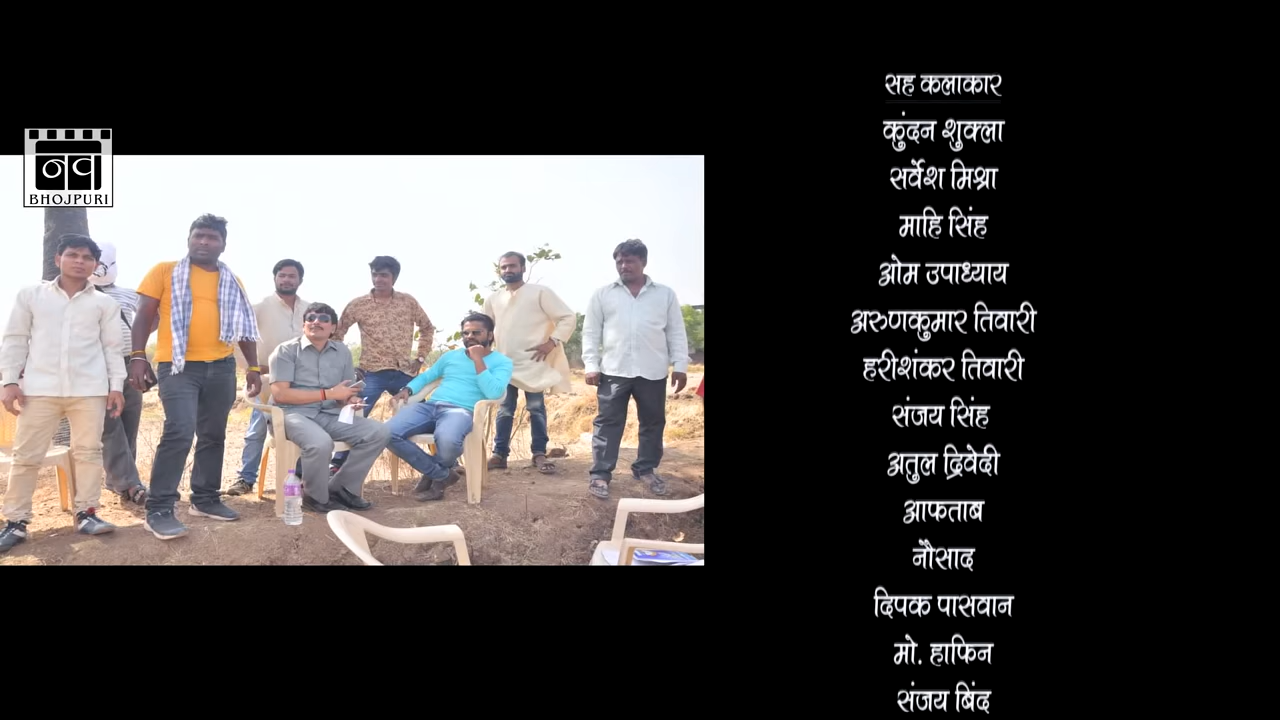 नव
BHOJPURI
सह कलाकार
कुंदन शुक्ला
सर्वेश मिश्रा
माहि सिंह
ओम उपाध्याय
अरुणकुमार तिवारी
हरीशंकर तिवारी
संजय सिंह
अतुल द्रिवेदी
आफताब
नौसाद
दिपक पासवान
मो. हाफिन
संजय बिंद